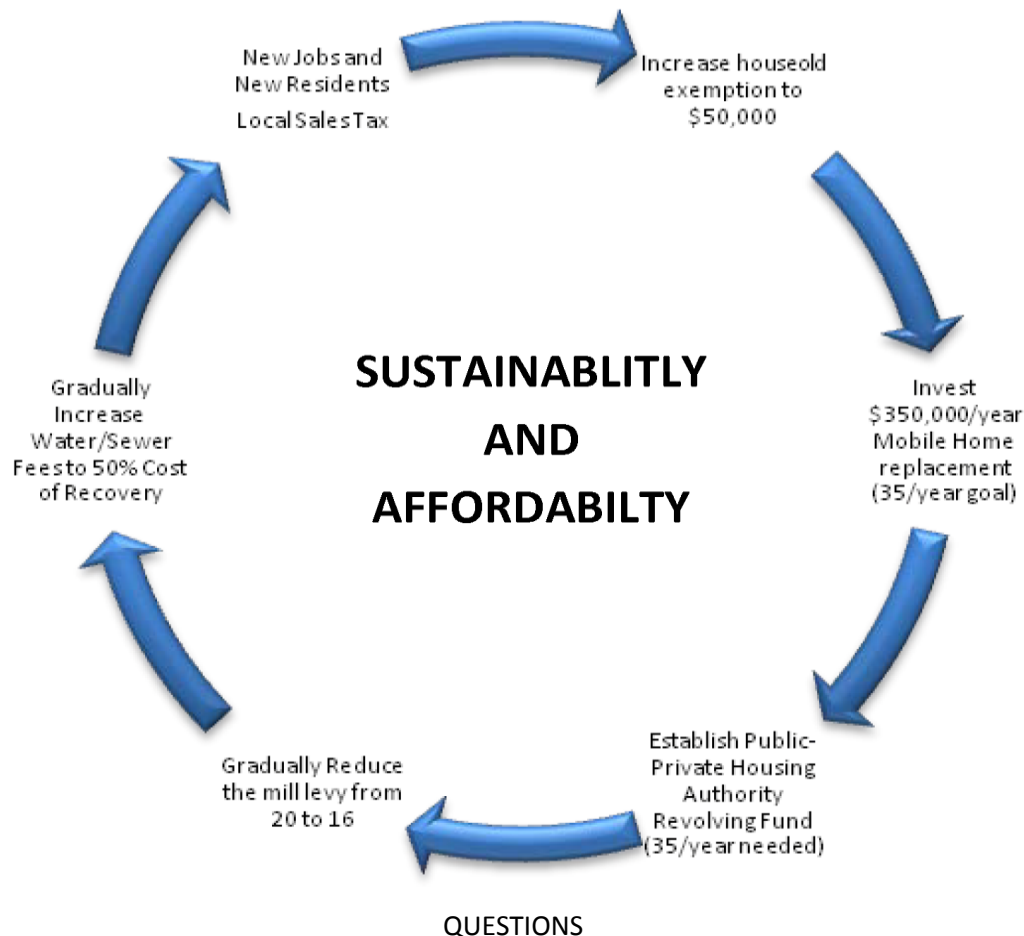 New Jobs and
New Residents
Local Sales Tax
Increase houseold
exemption to
$50,000
Invest
$350,000/year
Mobile Home
replacement
(35/year goal)
Establish Public-
Private Housing
Authority
Revolving Fund
(35/year needed)
Gradually Reduce
the mill levy from
20 to 16
Gradually
Increase
Water/Sewer
Fees to 50% Cost
of Recovery
SUSTAINABLITLY
AND
AFFORDABILTY
QUESTIONS